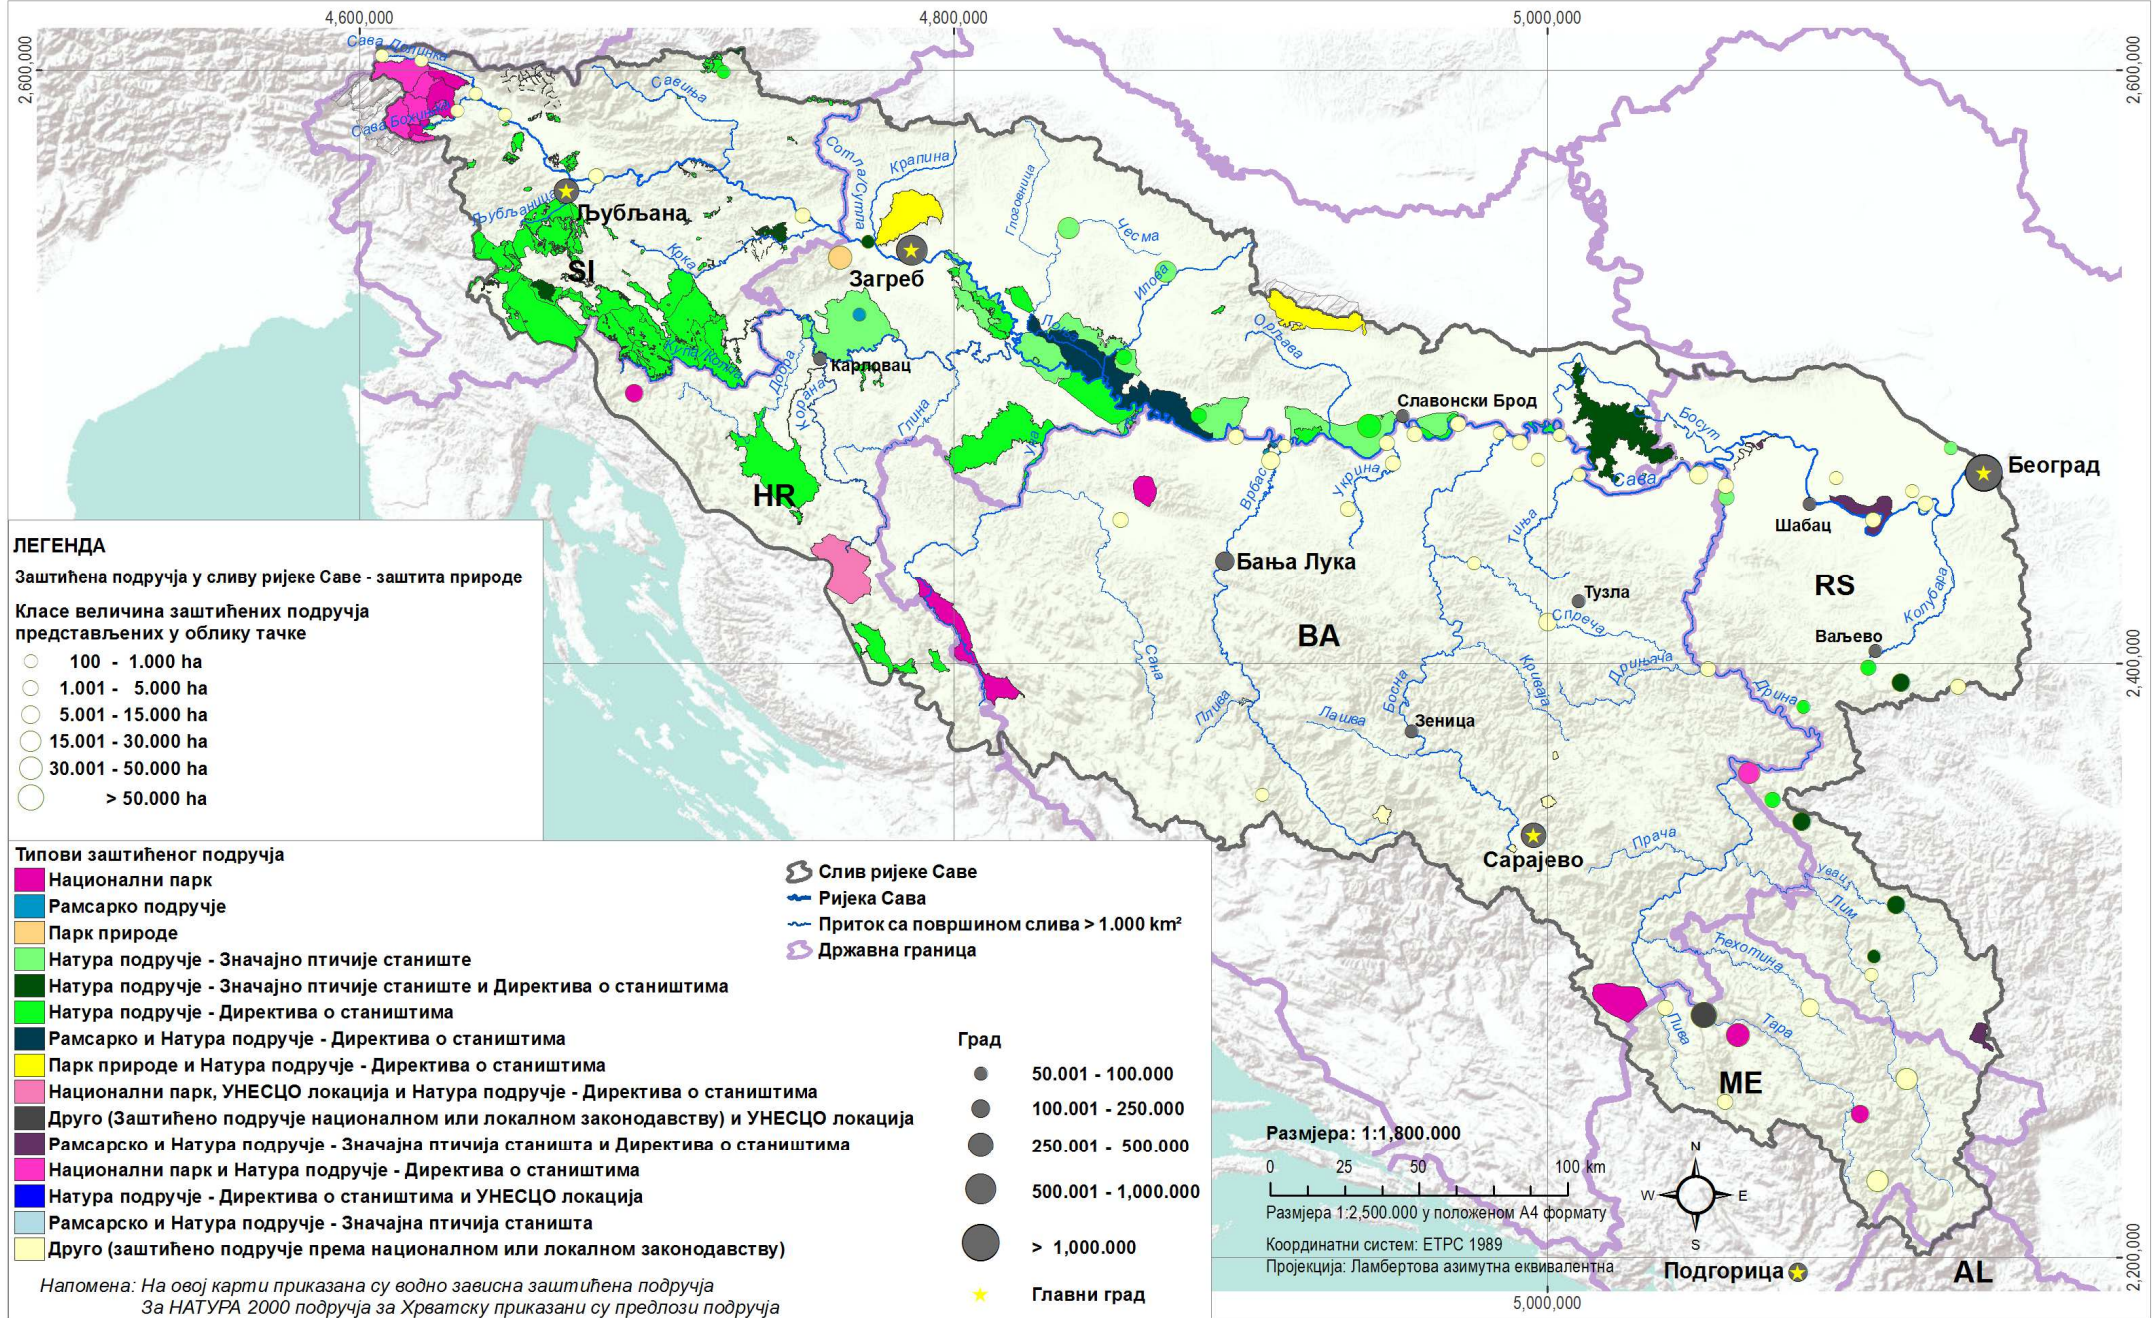 4,600,000
4,800,000
5,000,000
2,600,000
2,600,000
Сава Долинка
Сава Бохињка
Савиња
Сотла/Сутла
Крапина
Глоговница
Чесма
Љубљаница
Љубљана
Крка
SI
Загреб
Илова
Лоња
Орљава
Купа/Колпа
Добра
Карловац
Корана
Глина
Славонски Брод
Босут
Београд
HR
Уна
Врбас
Укрина
Сава
Тиња
Шабац
Бања Лука
RS
Тузла
Колубара
BA
Спреча
Ваљево
Сана
Криваја
Дрињача
2,400,000
Плива
Лашва
Босна
Зеница
Дрина
Сарајево
Прача
Увац
Лим
Ћехотина
Пива
Тара
ME
Подгорица
AL
2,200,000
5,000,000
ЛЕГЕНДА
Заштићена подручја у сливу ријеке Саве - заштита природе
Класе величина заштићених подручја
представљених у облику тачке
100 - 1.000 ha
1.001 - 5.000 ha
5.001 - 15.000 ha
15.001 - 30.000 ha
30.001 - 50.000 ha
> 50.000 ha
Типови заштићеног подручја
Национални парк
Рамсарко подручје
Парк природе
Натура подручје - Значајно птичије станиште
Натура подручје - Значајно птичије станиште и Директива о стаништима
Натура подручје - Директива о стаништима
Рамсарко и Натура подручје - Директива о стаништима
Парк природе и Натура подручје - Директива о стаништима
Национални парк, УНЕСЦО локација и Натура подручје - Директива о стаништима
Друго (Заштићено подручје националном или локалном законодавству) и УНЕСЦО локација
Рамсарско и Натура подручје - Значајна птичија станишта и Директива о стаништима
Национални парк и Натура подручје - Директива о стаништима
Натура подручје - Директива о стаништима и УНЕСЦО локација
Рамсарско и Натура подручје - Значајна птичија станишта
Друго (заштићено подручје према националном или локалном законодавству)
Слив ријеке Саве
Ријека Сава
Приток са површином слива > 1.000 km²
Државна граница
Град
50.001 - 100.000
100.001 - 250.000
250.001 - 500.000
500.001 - 1,000.000
> 1,000.000
Главни град
Напомена: На овој карти приказана су водно зависна заштићена подручја
За НАТУРА 2000 подручја за Хрватску приказани су предлози подручја
Размјера: 1:1,800.000
0 25 50 100 km
Размјера 1:2,500.000 у положеном А4 формату
Координатни систем: ЕТРС 1989
Пројекција: Ламбертова азимутна еквивалентна
N
W
E
S